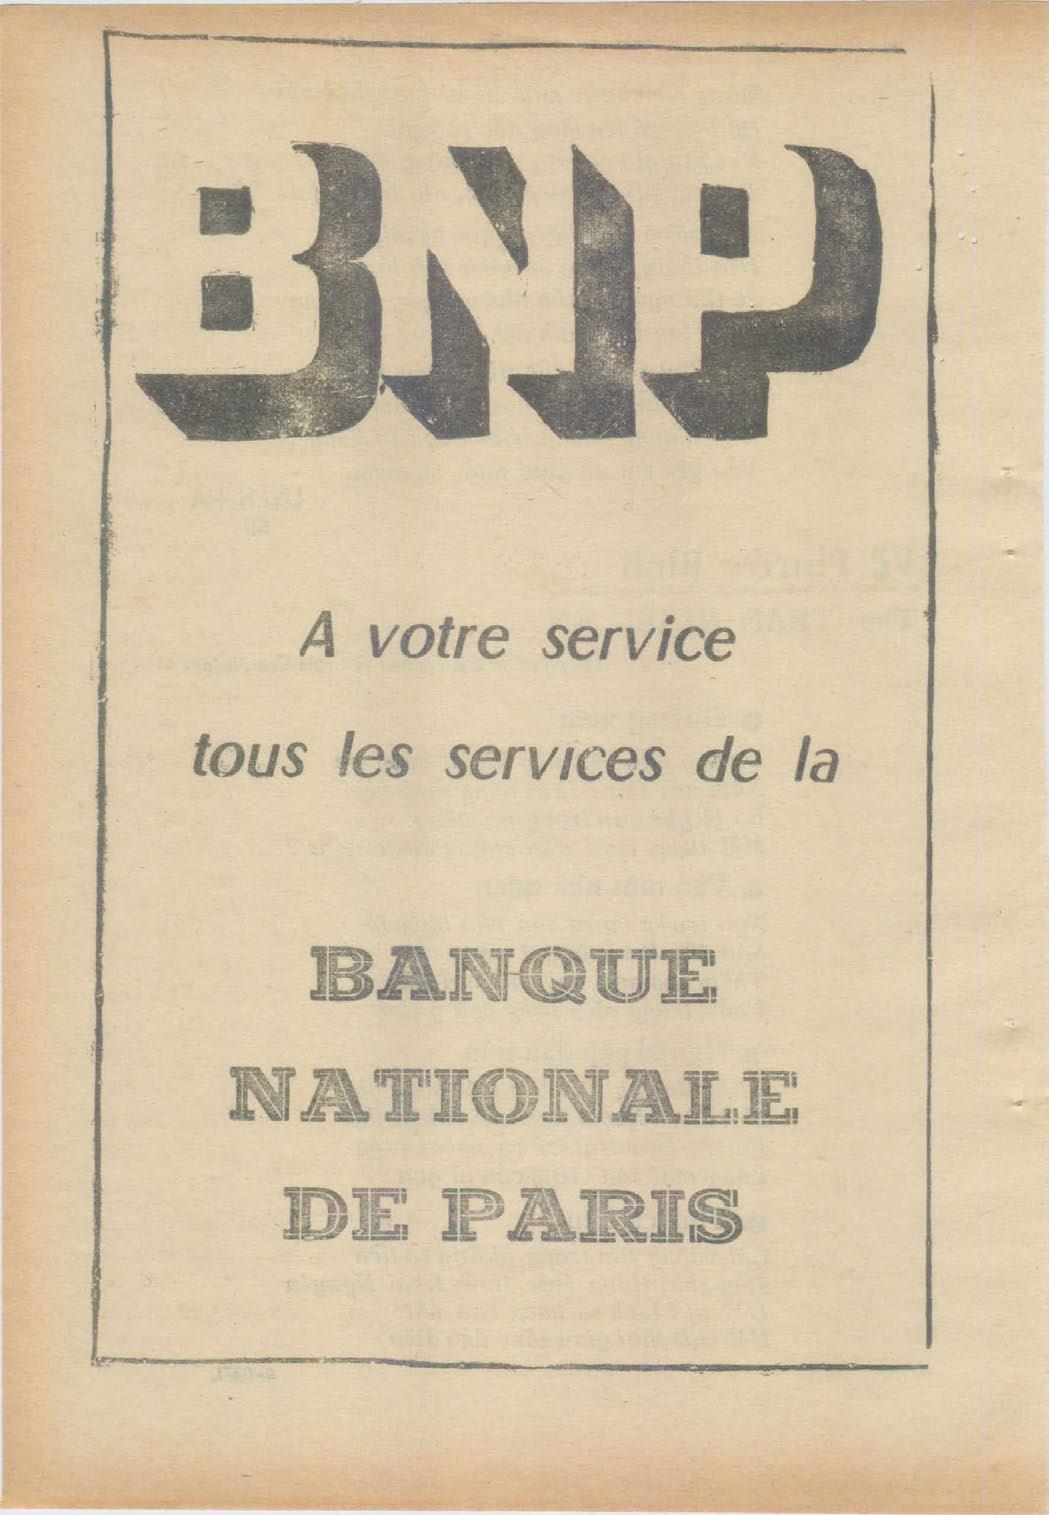 BNP
A votre service
tous les services de la
BANQUE
NATIONALE
DE PARIS